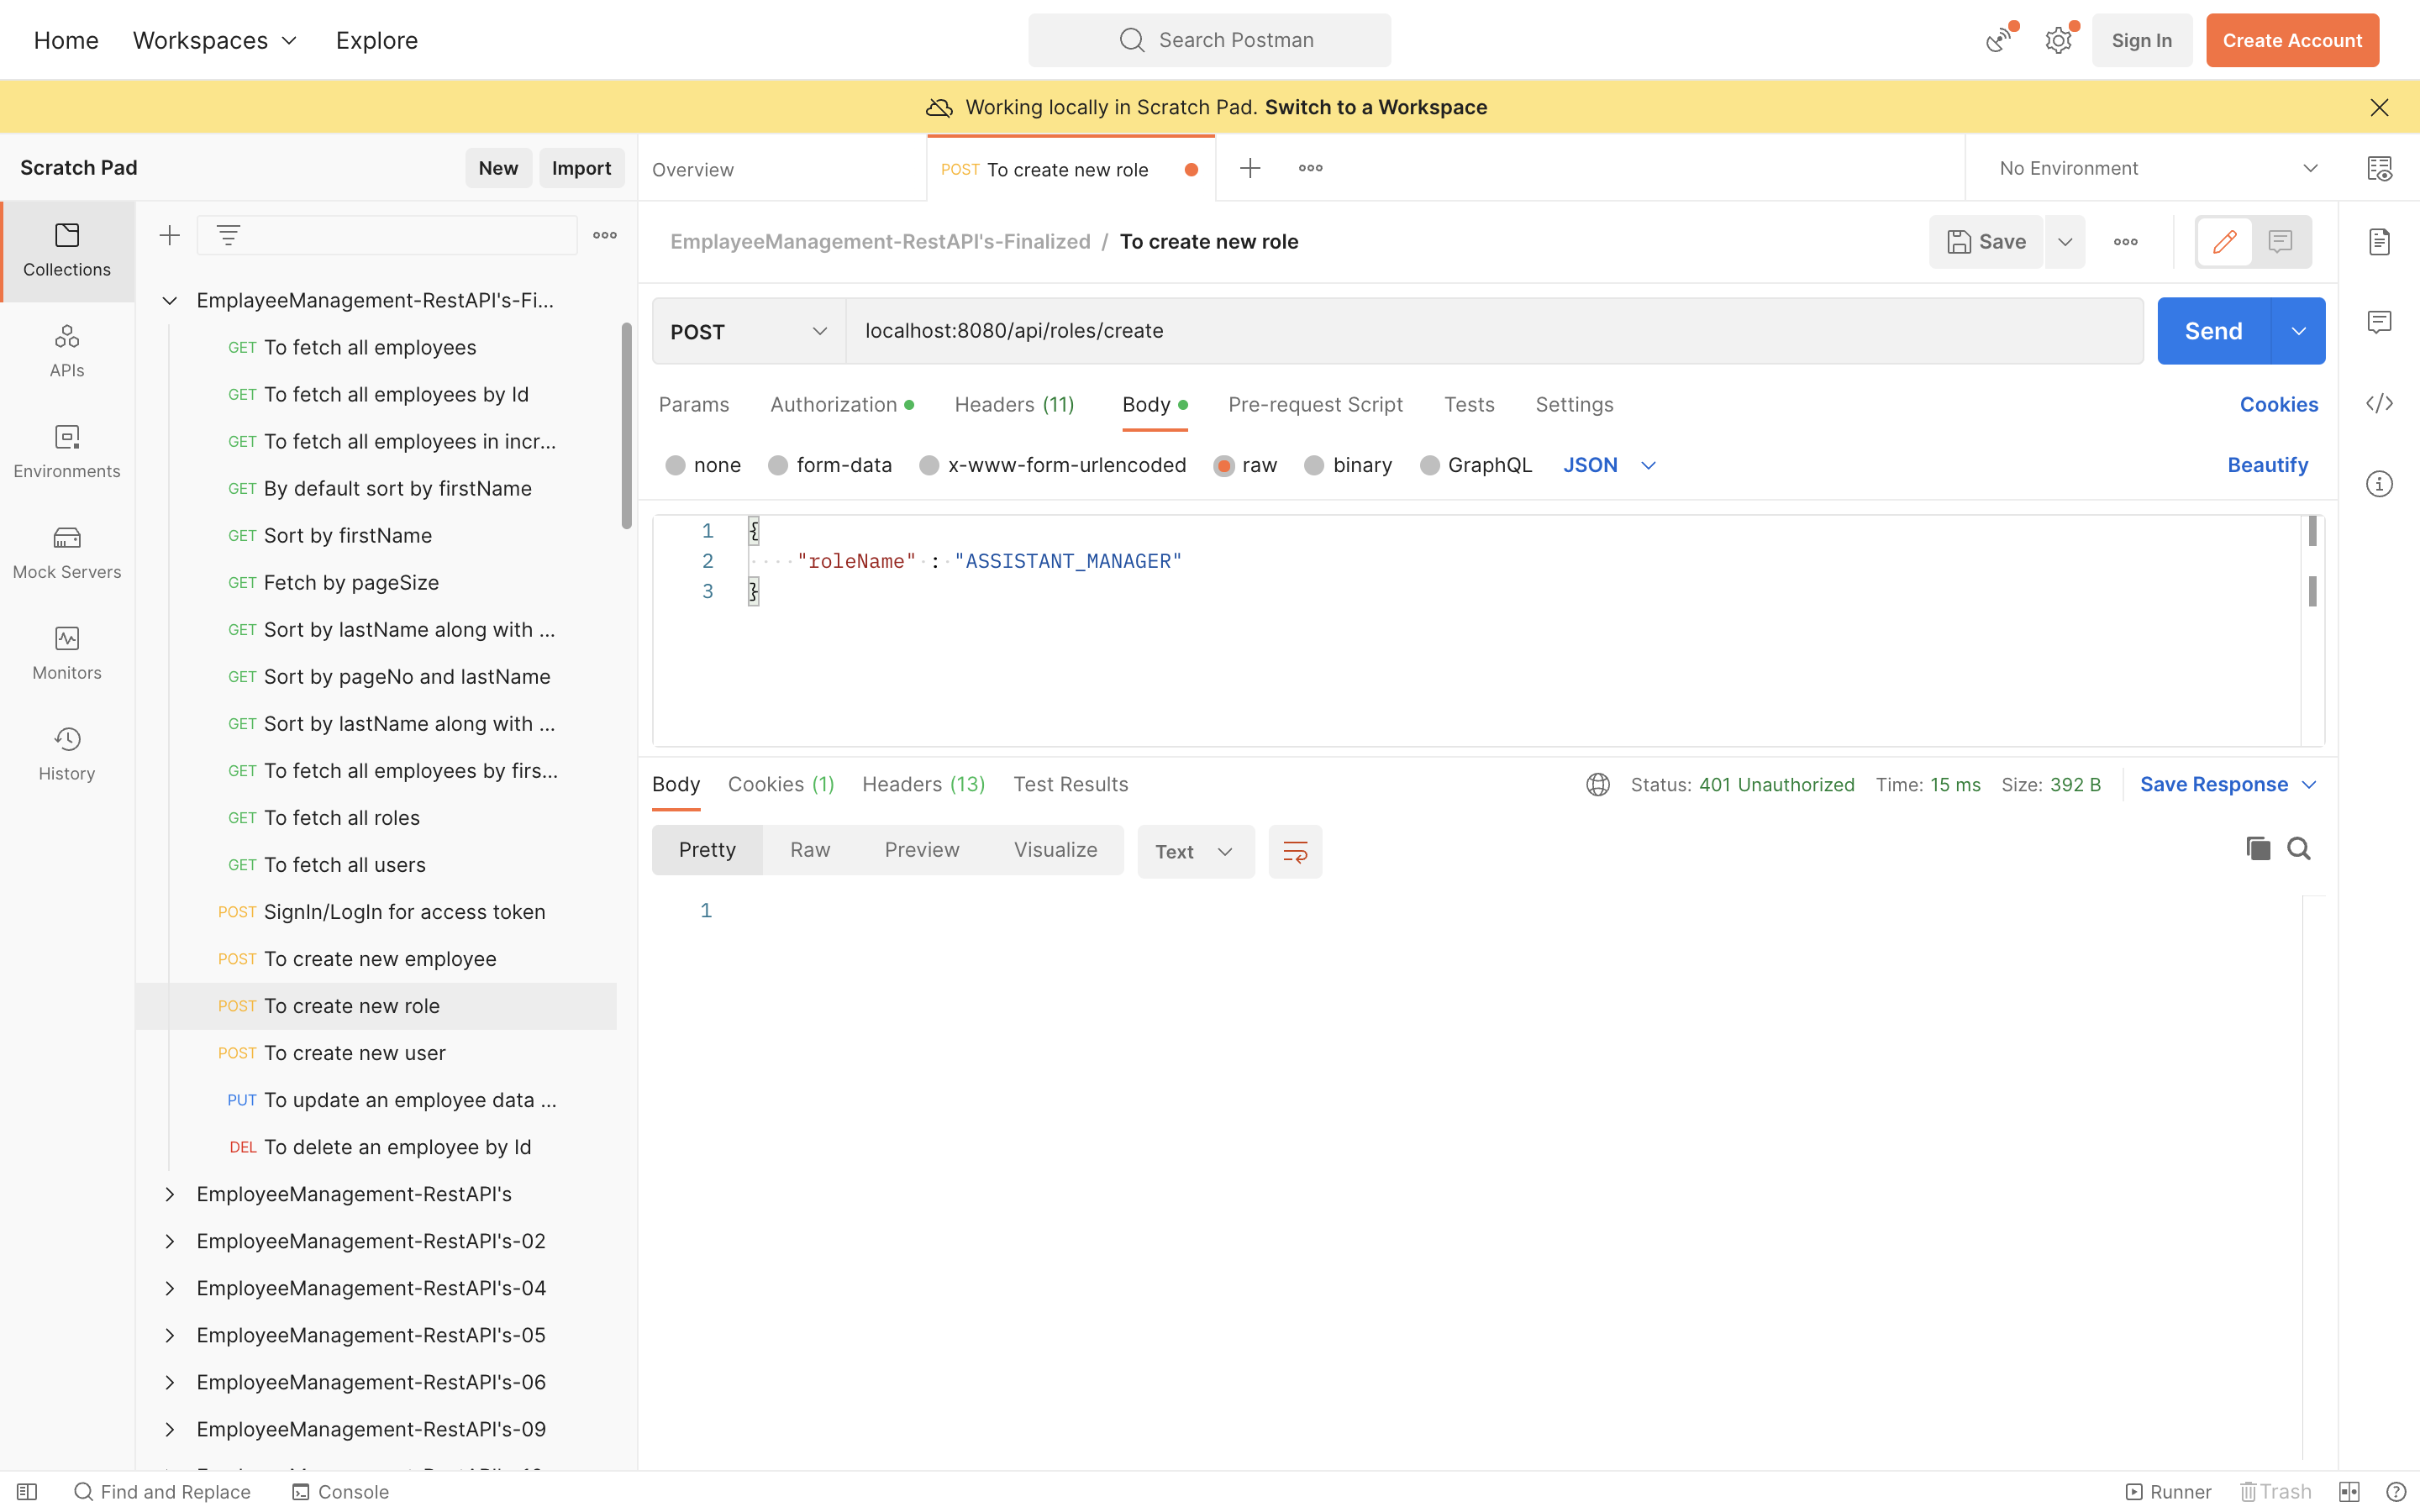 Home Workspaces Explore Search Postman Sign In Create Account
Working locally in Scratch Pad. Switch to a Workspace
Scratch Pad New Import
Overview POST To create new role No Environment
Collections
APIs
Environments
Mock Servers
Monitors
History
EmplayeeManagement-RestAPI's-Fi...
GET To fetch all employees
GET To fetch all employees by Id
GET To fetch all employees in incr...
GET By default sort by firstName
GET Sort by firstName
GET Fetch by pageSize
GET Sort by lastName along with ...
GET Sort by pageNo and lastName
GET Sort by lastName along with ...
GET To fetch all employees by firs...
GET To fetch all roles
GET To fetch all users
POST SignIn/LogIn for access token
POST To create new employee
POST To create new role
POST To create new user
PUT To update an employee data ...
DEL To delete an employee by Id
EmployeeManagement-RestAPI's
EmployeeManagement-RestAPI's-02
EmployeeManagement-RestAPI's-04
EmployeeManagement-RestAPI's-05
EmployeeManagement-RestAPI's-06
EmployeeManagement-RestAPI's-09
EmplayeeManagement-RestAPI's-Finalized / To create new role Save
POST localhost:8080/api/roles/create Send
Params Authorization Headers (11) Body Pre-request Script Tests Settings Cookies
none form-data x-www-form-urlencoded raw binary GraphQL JSON Beautify
1 {
2 "roleName" : "ASSISTANT_MANAGER"
3 }
Body Cookies (1) Headers (13) Test Results Status: 401 Unauthorized Time: 15 ms Size: 392 B Save Response
Pretty Raw Preview Visualize Text
1
Find and Replace Console Runner Trash